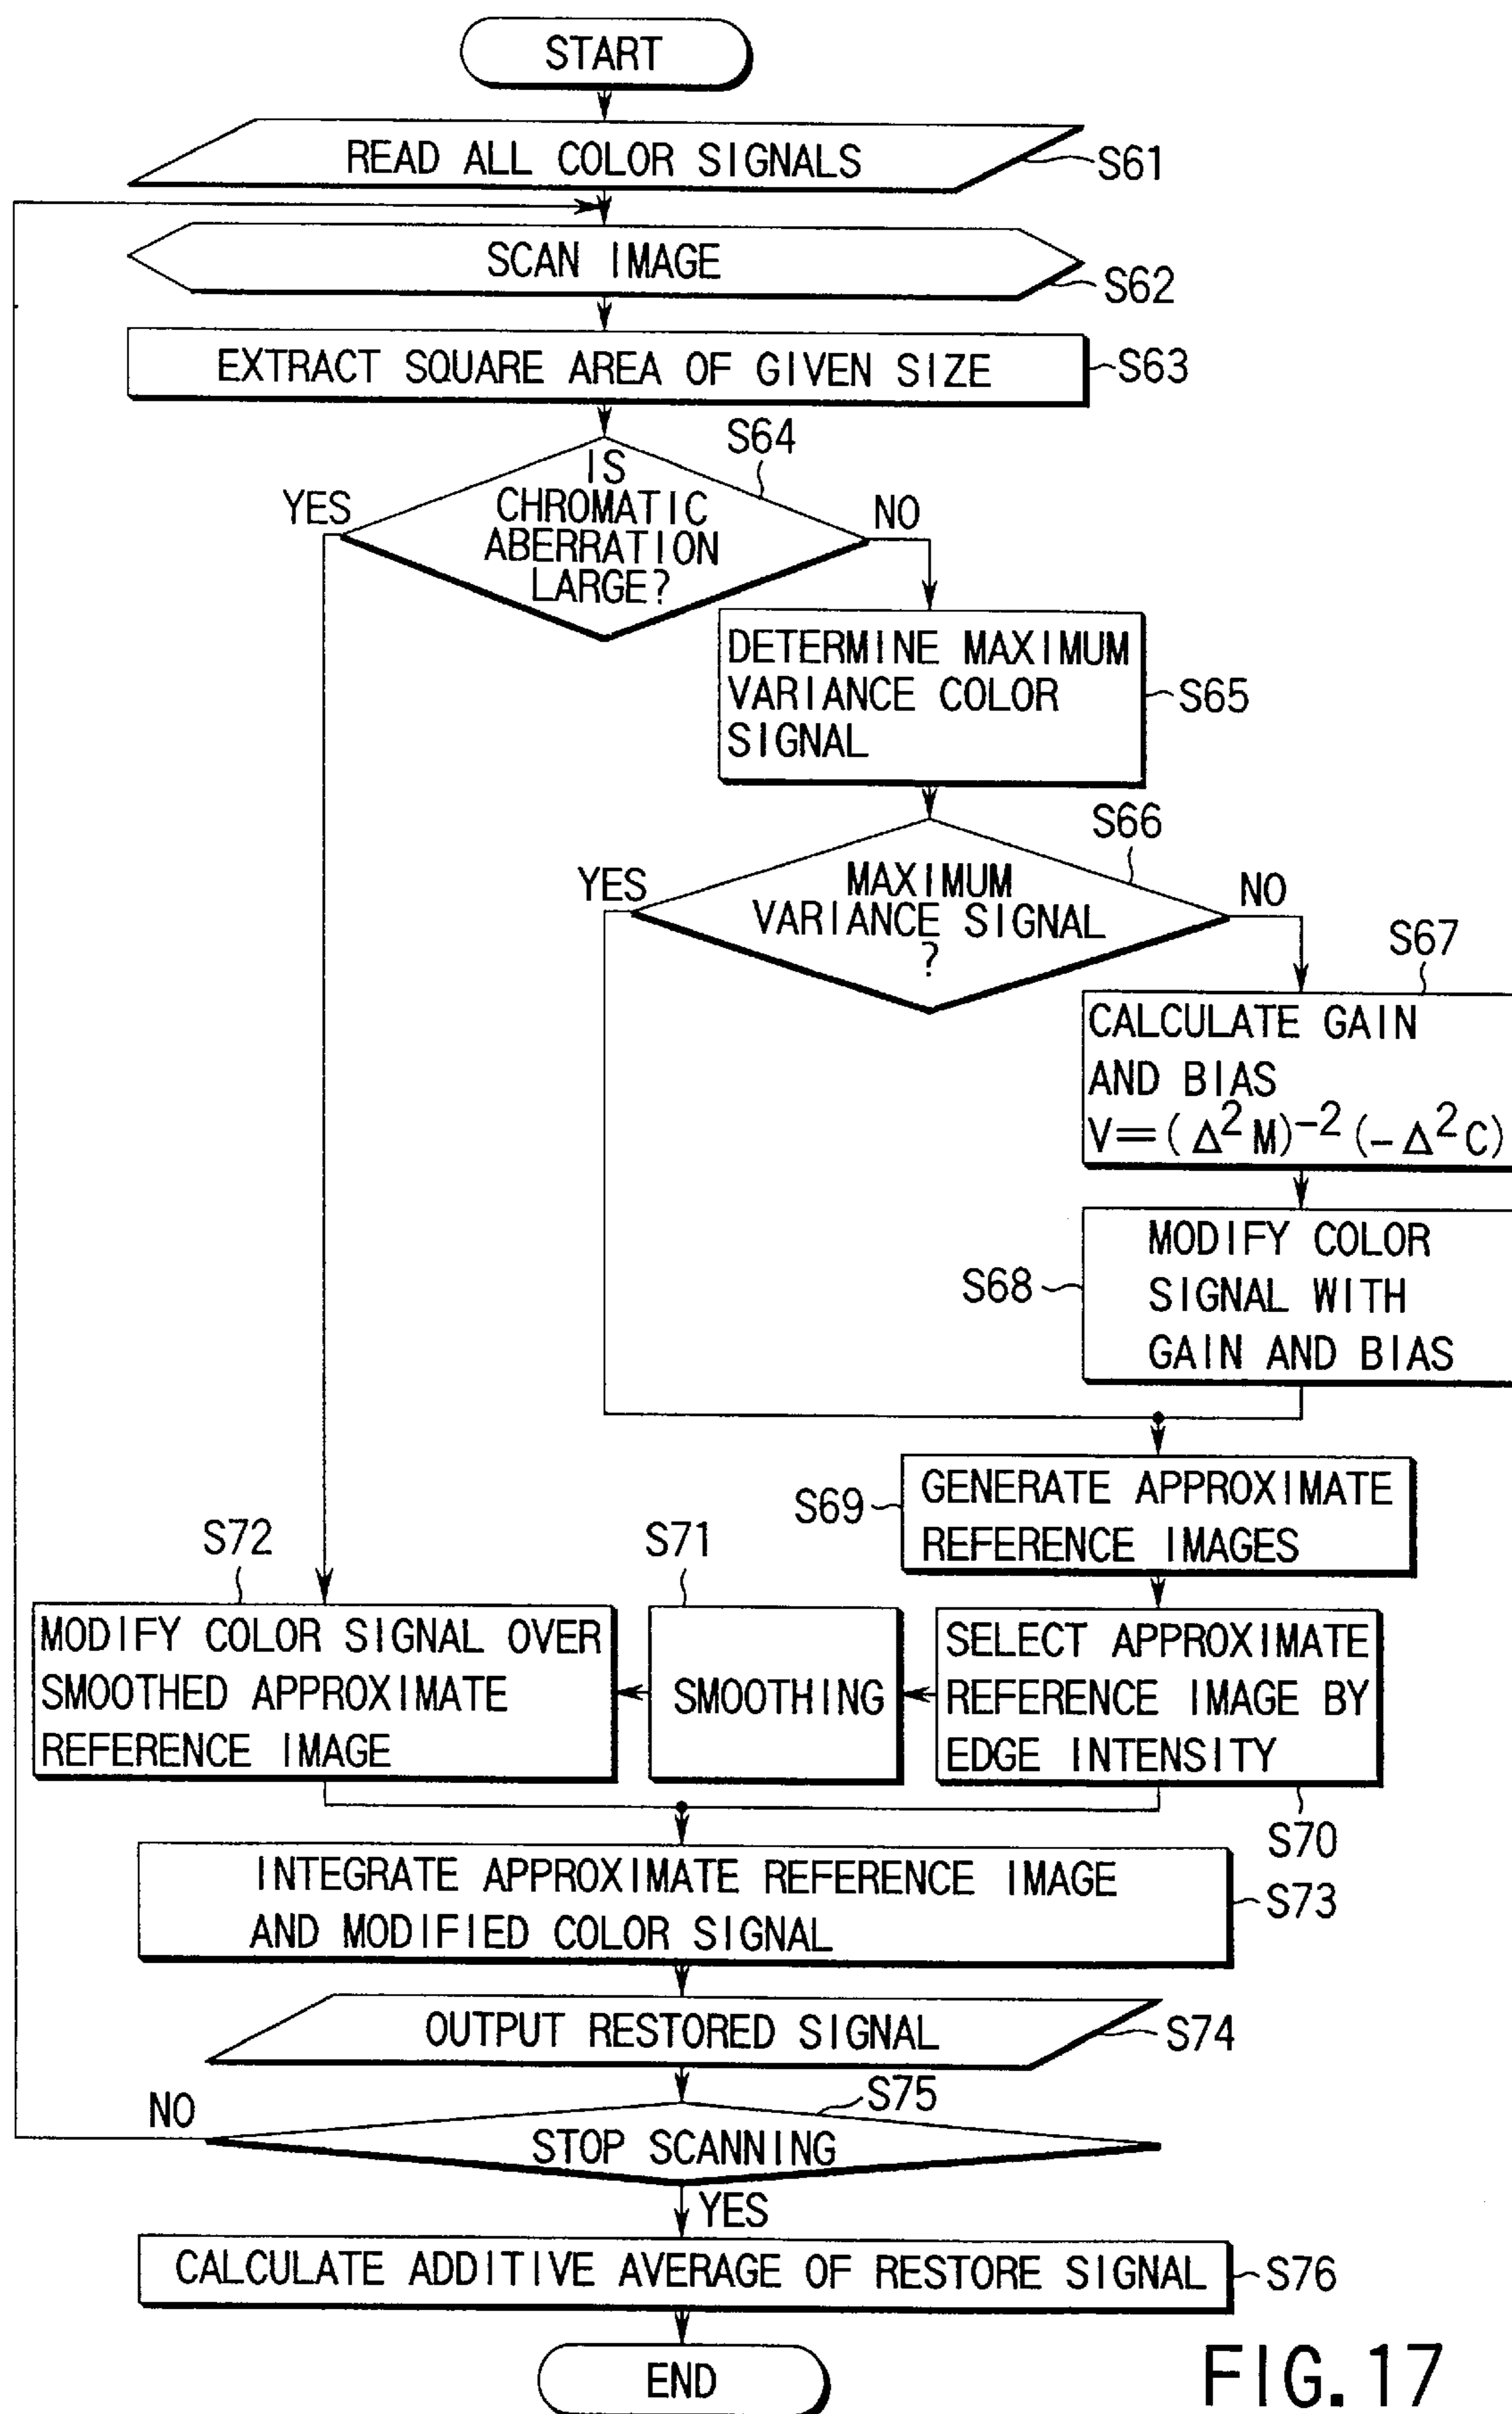 START
READ ALL COLOR SIGNALS
S61
SCAN IMAGE
S62
EXTRACT SQUARE AREA OF GIVEN SIZE
S63
S64
IS
CHROMATIC
ABERRATION
LARGE?
YES
NO
DETERMINE MAXIMUM
VARIANCE COLOR
SIGNAL
S65
S66
YES
MAXIMUM
VARIANCE SIGNAL
?
NO
S67
CALCULATE GAIN
AND BIAS
V=(Δ²M)⁻²(-Δ²C)
S68
MODIFY COLOR
SIGNAL WITH
GAIN AND BIAS
S69
GENERATE APPROXIMATE
REFERENCE IMAGES
S72
S71
MODIFY COLOR SIGNAL OVER
SMOOTHED APPROXIMATE
REFERENCE IMAGE
SMOOTHING
SELECT APPROXIMATE
REFERENCE IMAGE BY
EDGE INTENSITY
S70
INTEGRATE APPROXIMATE REFERENCE IMAGE
AND MODIFIED COLOR SIGNAL
S73
OUTPUT RESTORED SIGNAL
S74
S75
NO
STOP SCANNING
YES
CALCULATE ADDITIVE AVERAGE OF RESTORE SIGNAL
S76
END
FIG.17